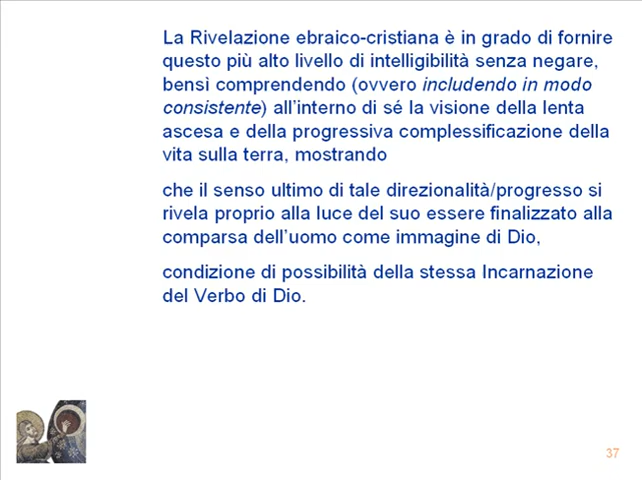 La Rivelazione ebraico-cristiana è in grado di fornire
questo più alto livello di intelligibilità senza negare,
bensì comprendendo (ovvero includendo in modo
consistente) all’interno di sé la visione della lenta
ascesa e della progressiva complessificazione della
vita sulla terra, mostrando
che il senso ultimo di tale direzionalità/progresso si
rivela proprio alla luce del suo essere finalizzato alla
comparsa dell’uomo come immagine di Dio,
condizione di possibilità della stessa Incarnazione
del Verbo di Dio.
37